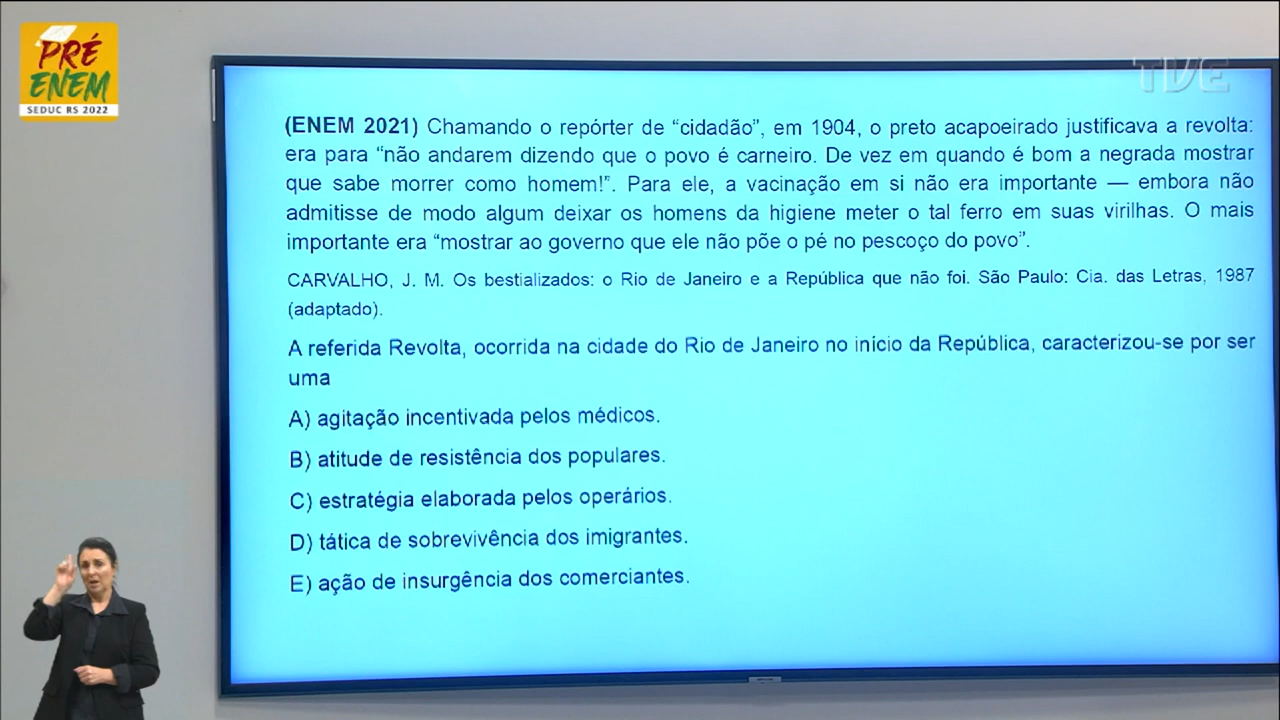 PRÉ
ENEM
SEDUC RS 2022
TVE
(ENEM 2021) Chamando o repórter de “cidadão”, em 1904, o preto acapoeirado justificava a revolta:
era para “não andarem dizendo que o povo é carneiro. De vez em quando é bom a negrada mostrar
que sabe morrer como homem!”. Para ele, a vacinação em si não era importante — embora não
admitisse de modo algum deixar os homens da higiene meter o tal ferro em suas virilhas. O mais
importante era “mostrar ao governo que ele não põe o pé no pescoço do povo”.
CARVALHO, J. M. Os bestializados: o Rio de Janeiro e a República que não foi. São Paulo: Cia. das Letras, 1987
(adaptado).
A referida Revolta, ocorrida na cidade do Rio de Janeiro no início da República, caracterizou-se por ser
uma
A) agitação incentivada pelos médicos.
B) atitude de resistência dos populares.
C) estratégia elaborada pelos operários.
D) tática de sobrevivência dos imigrantes.
E) ação de insurgência dos comerciantes.